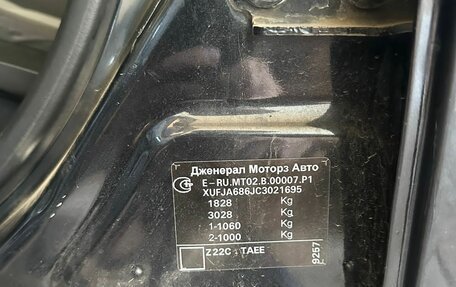 Дженерал Моторз Авто
E-RU.MT02.B.00007.P1
XUFJA686JC3021695
1828 Kg
3028 Kg
1-1060 Kg
2-1000 Kg
Z22C TAEE
9257